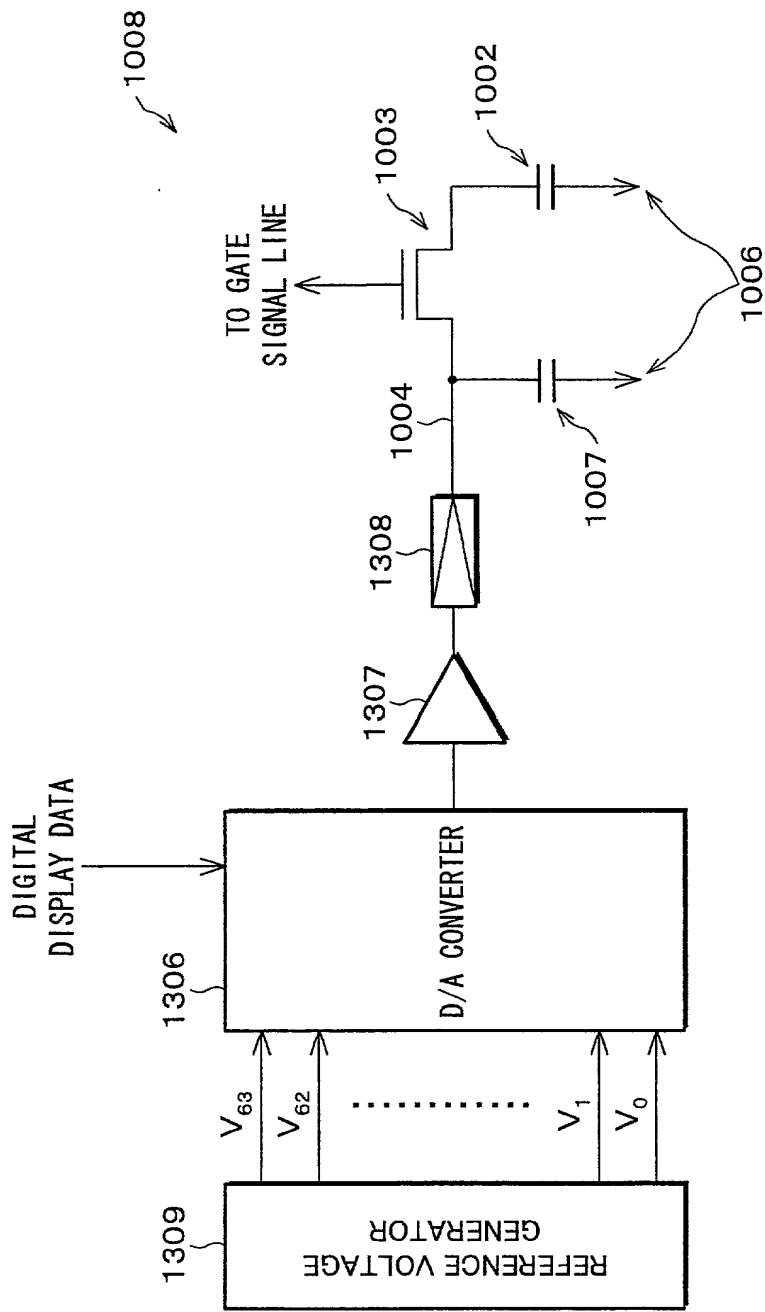 1008
DIGITAL
DISPLAY DATA
TO GATE
SIGNAL LINE
1309
REFERENCE VOLTAGE
GENERATOR
V63
V62
V1
V0
1306
D/A CONVERTER
1307
1308
1004
1003
1002
1007
1006